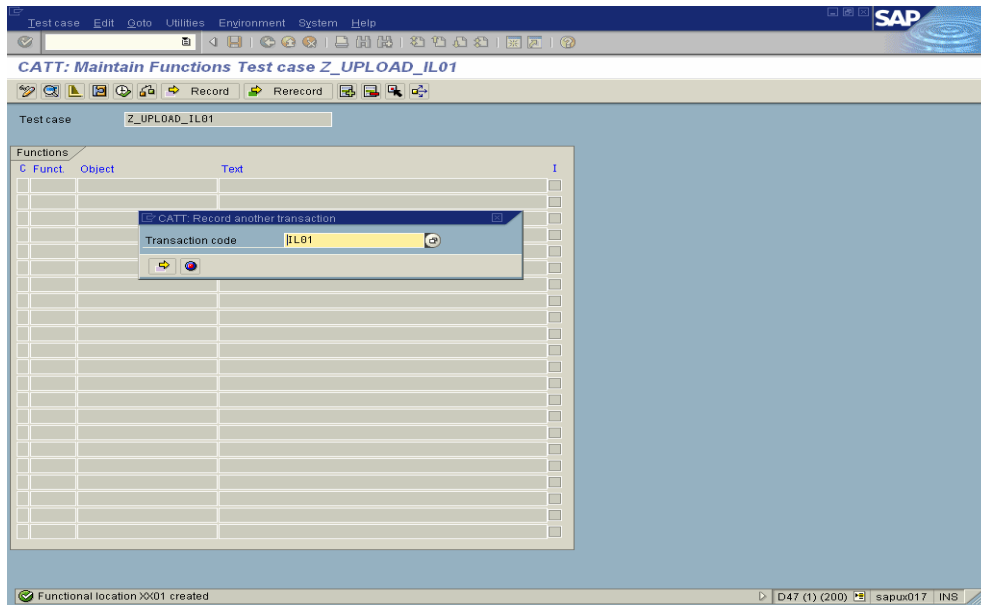 Testcase Edit Goto Utilities Environment System Help
SAP
CATT: Maintain Functions Test case Z_UPLOAD_IL01
Record Rerecord
Test case Z_UPLOAD_IL01
Functions
C Funct. Object Text I
CATT: Record another transaction
Transaction code IL01
Functional location XX01 created D47 (1) (200) sapux017 INS